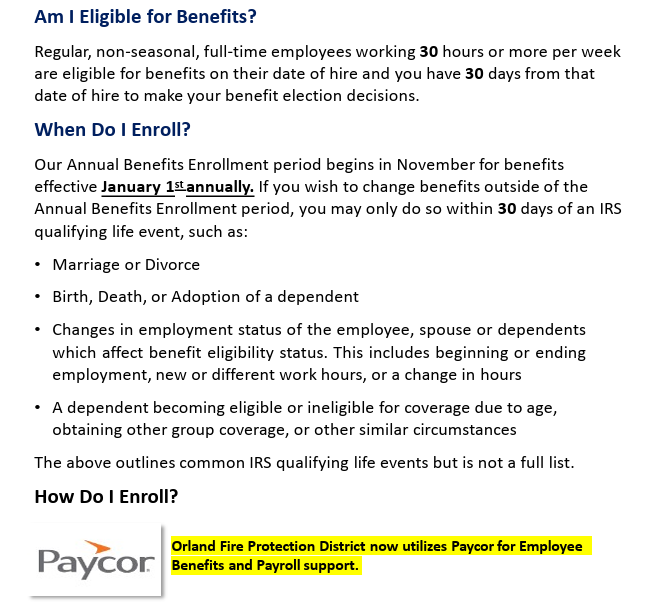 Am I Eligible for Benefits?
Regular, non-seasonal, full-time employees working 30 hours or more per week
are eligible for benefits on their date of hire and you have 30 days from that
date of hire to make your benefit election decisions.
When Do I Enroll?
Our Annual Benefits Enrollment period begins in November for benefits
effective January 1st annually. If you wish to change benefits outside of the
Annual Benefits Enrollment period, you may only do so within 30 days of an IRS
qualifying life event, such as:
• Marriage or Divorce
• Birth, Death, or Adoption of a dependent
• Changes in employment status of the employee, spouse or dependents
which affect benefit eligibility status. This includes beginning or ending
employment, new or different work hours, or a change in hours
• A dependent becoming eligible or ineligible for coverage due to age,
obtaining other group coverage, or other similar circumstances
The above outlines common IRS qualifying life events but is not a full list.
How Do I Enroll?
Paycor
Orland Fire Protection District now utilizes Paycor for Employee
Benefits and Payroll support.